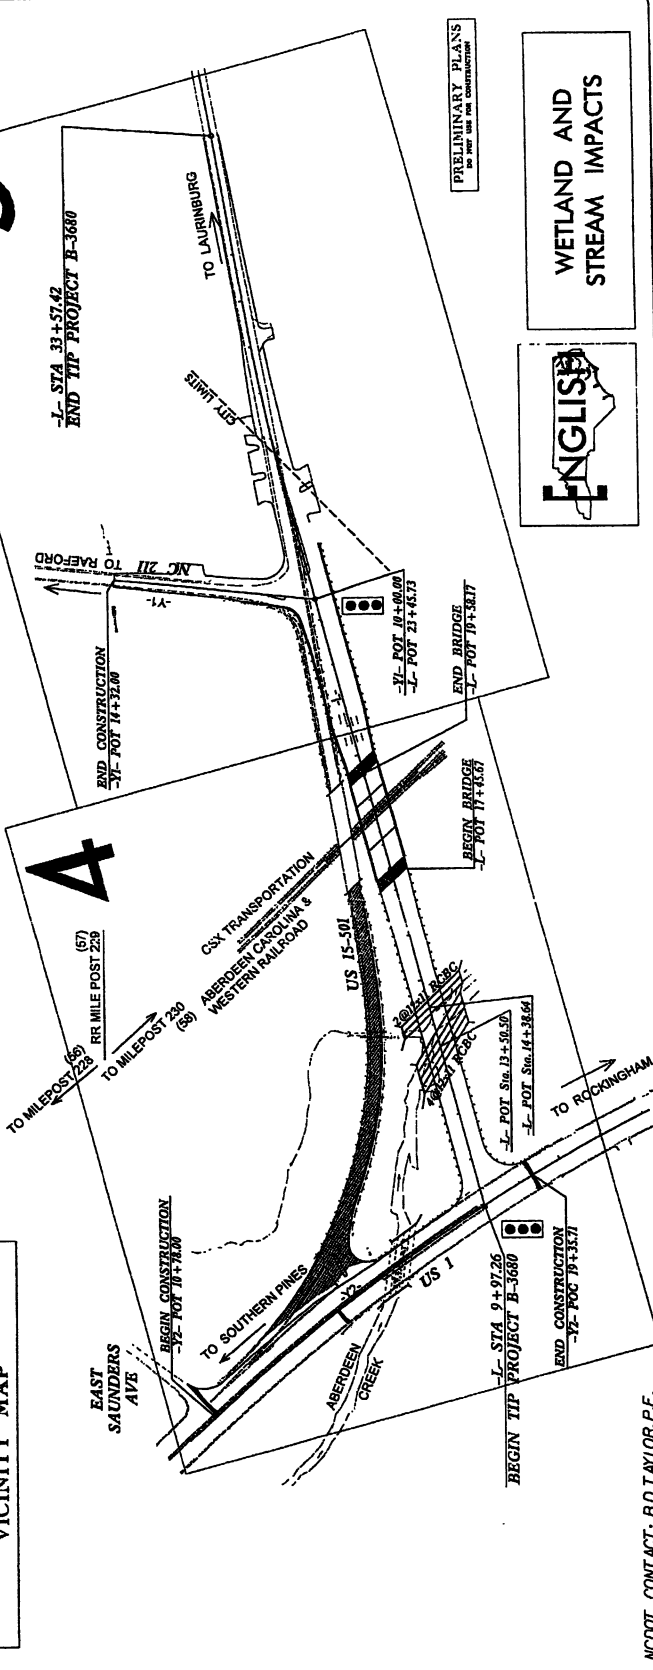 PRELIMINARY PLANS
DO NOT USE FOR CONSTRUCTION
WETLAND AND
STREAM IMPACTS
ENGLISH
-L- STA 33+57.42
END TIP PROJECT B-3680
TO LAURINBURG
CITY LIMITS
NC 211
TO RAEFORD
-Y1-
END CONSTRUCTION
-Y1- POT 14+32.00
-Y1- POT 10+00.00
-L- POT 23+45.73
END BRIDGE
-L- POT 19+58.17
BEGIN BRIDGE
-L- POT 17+45.67
4
CSX TRANSPORTATION
ABERDEEN CAROLINA &
WESTERN RAILROAD
US 15-501
(57)
RR MILE POST 229
(56)
TO MILEPOST 228
TO MILEPOST 230
(58)
RCBC
RCBC
-L- POT Sta. 13+50.50
-L- POT Sta. 14+38.64
TO ROCKINGHAM
BEGIN CONSTRUCTION
-Y2- POT 10+78.00
TO SOUTHERN PINES
EAST
SAUNDERS
AVE
-Y2-
US 1
ABERDEEN
CREEK
-L- STA 9+97.26
BEGIN TIP PROJECT B-3680
END CONSTRUCTION
-Y2- POC 19+35.71
VICINITY MAP
NCDOT CONTACT: B.D.TAYLOR, P.E.